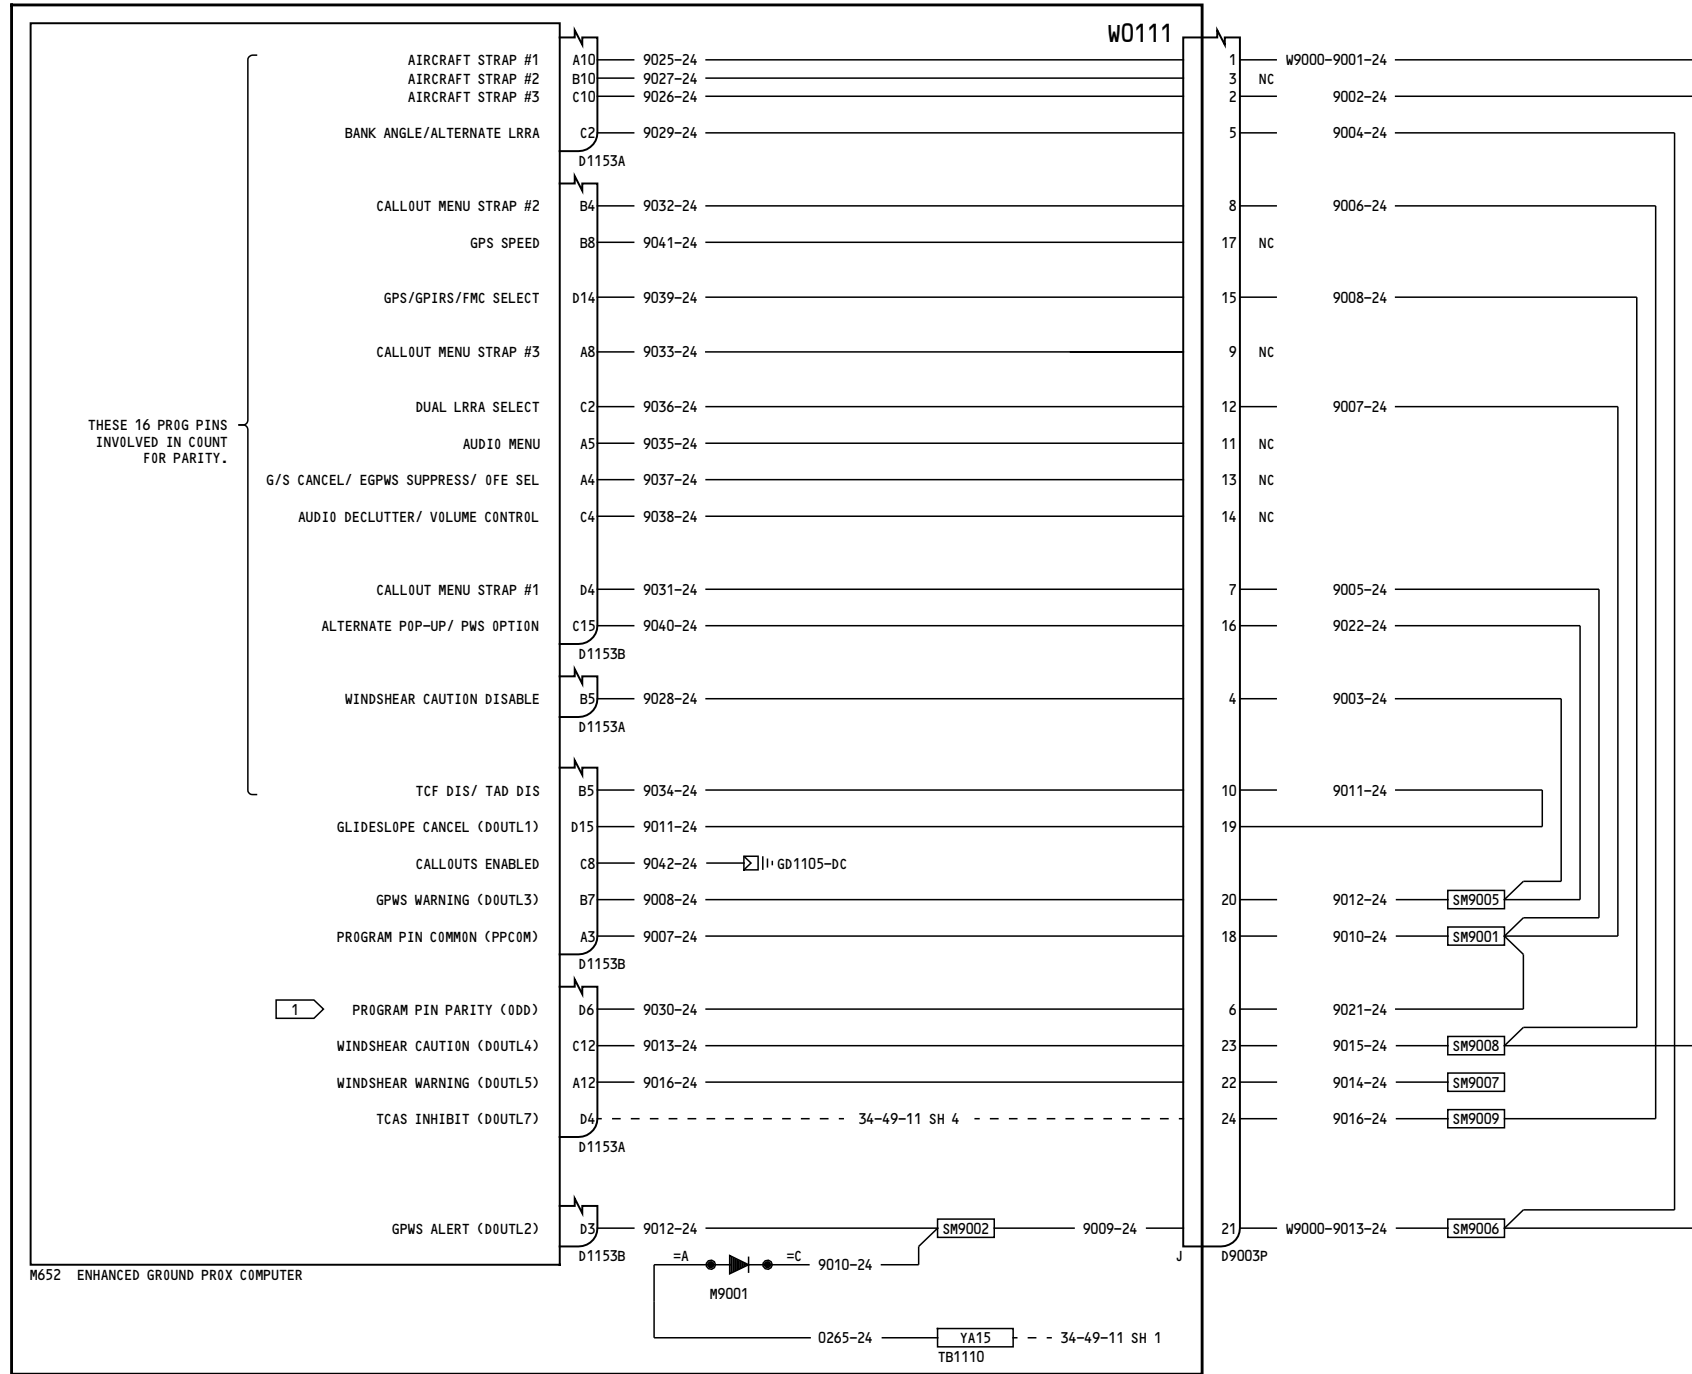 W0111
AIRCRAFT STRAP #1 A10 9025-24 1 W9000-9001-24
AIRCRAFT STRAP #2 B10 9027-24 3 NC
AIRCRAFT STRAP #3 C10 9026-24 2 9002-24
BANK ANGLE/ALTERNATE LRRA C2 9029-24 5 9004-24
D1153A
CALLOUT MENU STRAP #2 B4 9032-24 8 9006-24
GPS SPEED B8 9041-24 17 NC
GPS/GPIRS/FMC SELECT D14 9039-24 15 9008-24
CALLOUT MENU STRAP #3 A8 9033-24 9 NC
DUAL LRRA SELECT C2 9036-24 12 9007-24
THESE 16 PROG PINS
INVOLVED IN COUNT
FOR PARITY.
AUDIO MENU A5 9035-24 11 NC
G/S CANCEL/ EGPWS SUPPRESS/ OFE SEL A4 9037-24 13 NC
AUDIO DECLUTTER/ VOLUME CONTROL C4 9038-24 14 NC
CALLOUT MENU STRAP #1 D4 9031-24 7 9005-24
ALTERNATE POP-UP/ PWS OPTION C15 9040-24 16 9022-24
D1153B
WINDSHEAR CAUTION DISABLE B5 9028-24 4 9003-24
D1153A
TCF DIS/ TAD DIS B5 9034-24 10 9011-24
GLIDESLOPE CANCEL (DOUTL1) D15 9011-24 19
CALLOUTS ENABLED C8 9042-24 GD1105-DC
GPWS WARNING (DOUTL3) B7 9008-24 20 9012-24 SM9005
PROGRAM PIN COMMON (PPCOM) A3 9007-24 18 9010-24 SM9001
D1153B
1 PROGRAM PIN PARITY (ODD) D6 9030-24 6 9021-24
WINDSHEAR CAUTION (DOUTL4) C12 9013-24 23 9015-24 SM9008
WINDSHEAR WARNING (DOUTL5) A12 9016-24 22 9014-24 SM9007
TCAS INHIBIT (DOUTL7) D4 34-49-11 SH 4 24 9016-24 SM9009
D1153A
GPWS ALERT (DOUTL2) D3 9012-24 SM9002 9009-24 21 W9000-9013-24 SM9006
D1153B =A =C 9010-24 J D9003P
M652 ENHANCED GROUND PROX COMPUTER
M9001
0265-24 YA15 34-49-11 SH 1
TB1110